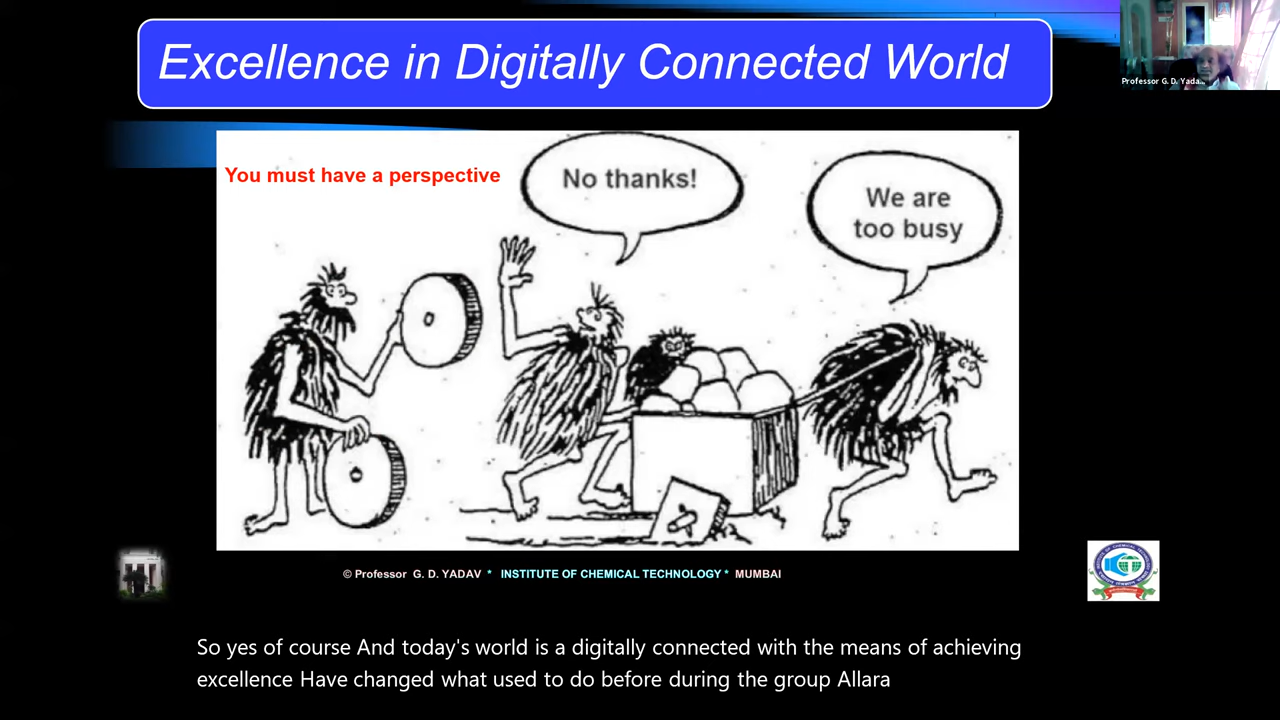 Excellence in Digitally Connected World
Professor G. D. Yada...
You must have a perspective
No thanks!
We are
too busy
© Professor G. D. YADAV * INSTITUTE OF CHEMICAL TECHNOLOGY * MUMBAI
So yes of course And today's world is a digitally connected with the means of achieving
excellence Have changed what used to do before during the group Allara